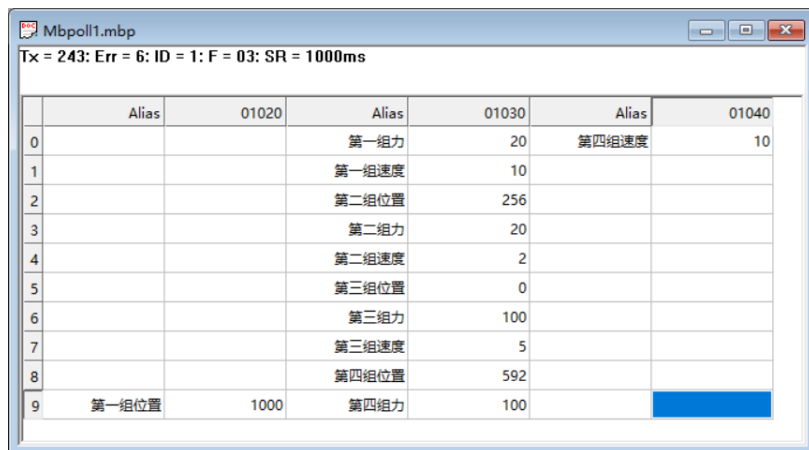 Mbpoll1.mbp
Tx = 243: Err = 6: ID = 1: F = 03: SR = 1000ms
Alias 01020 Alias 01030 Alias 01040
0 第一组力 20 第四组速度 10
1 第一组速度 10
2 第二组位置 256
3 第二组力 20
4 第二组速度 2
5 第三组位置 0
6 第三组力 100
7 第三组速度 5
8 第四组位置 592
9 第一组位置 1000 第四组力 100